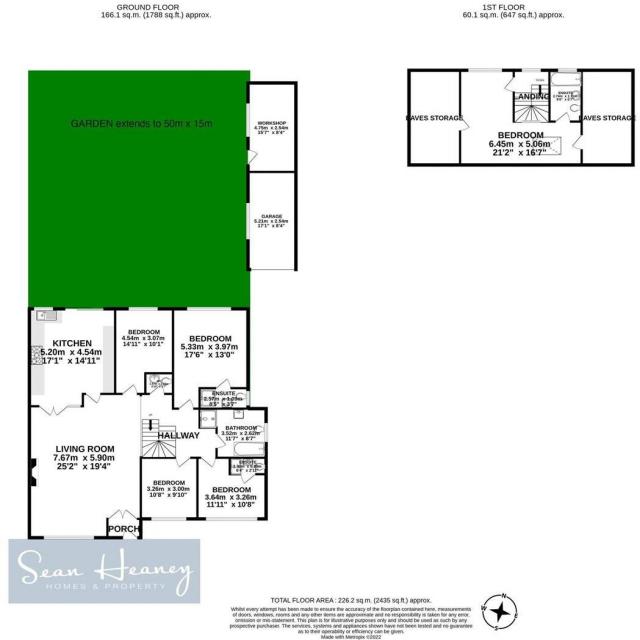 GROUND FLOOR
166.1 sq.m. (1788 sq.ft.) approx.
1ST FLOOR
60.1 sq.m. (647 sq.ft.) approx.
GARDEN extends to 50m x 15m
WORKSHOP
4.75m x 2.54m
15'7" x 8'4"
GARAGE
5.21m x 2.54m
17'1" x 8'4"
EAVES STORAGE
LANDING
ENSUITE
BEDROOM
6.45m x 5.06m
21'2" x 16'7"
EAVES STORAGE
KITCHEN
5.20m x 4.54m
17'1" x 14'11"
BEDROOM
4.54m x 3.07m
14'11" x 10'1"
BEDROOM
5.33m x 3.97m
17'6" x 13'0"
ENSUITE
BATHROOM
3.52m x 2.62m
11'7" x 8'7"
HALLWAY
LIVING ROOM
7.67m x 5.90m
25'2" x 19'4"
BEDROOM
3.26m x 3.00m
10'8" x 9'10"
ENSUITE
BEDROOM
3.64m x 3.26m
11'11" x 10'8"
PORCH
Sean Heaney
HOMES & PROPERTY
TOTAL FLOOR AREA : 226.2 sq.m. (2435 sq.ft.) approx.
Whilst every attempt has been made to ensure the accuracy of the floorplan contained here, measurements
of doors, windows, rooms and any other items are approximate and no responsibility is taken for any error,
omission or mis-statement. This plan is for illustrative purposes only and should be used as such by any
prospective purchaser. The services, systems and appliances shown have not been tested and no guarantee
as to their operability or efficiency can be given.
Made with Metropix ©2022
N
E
S
W